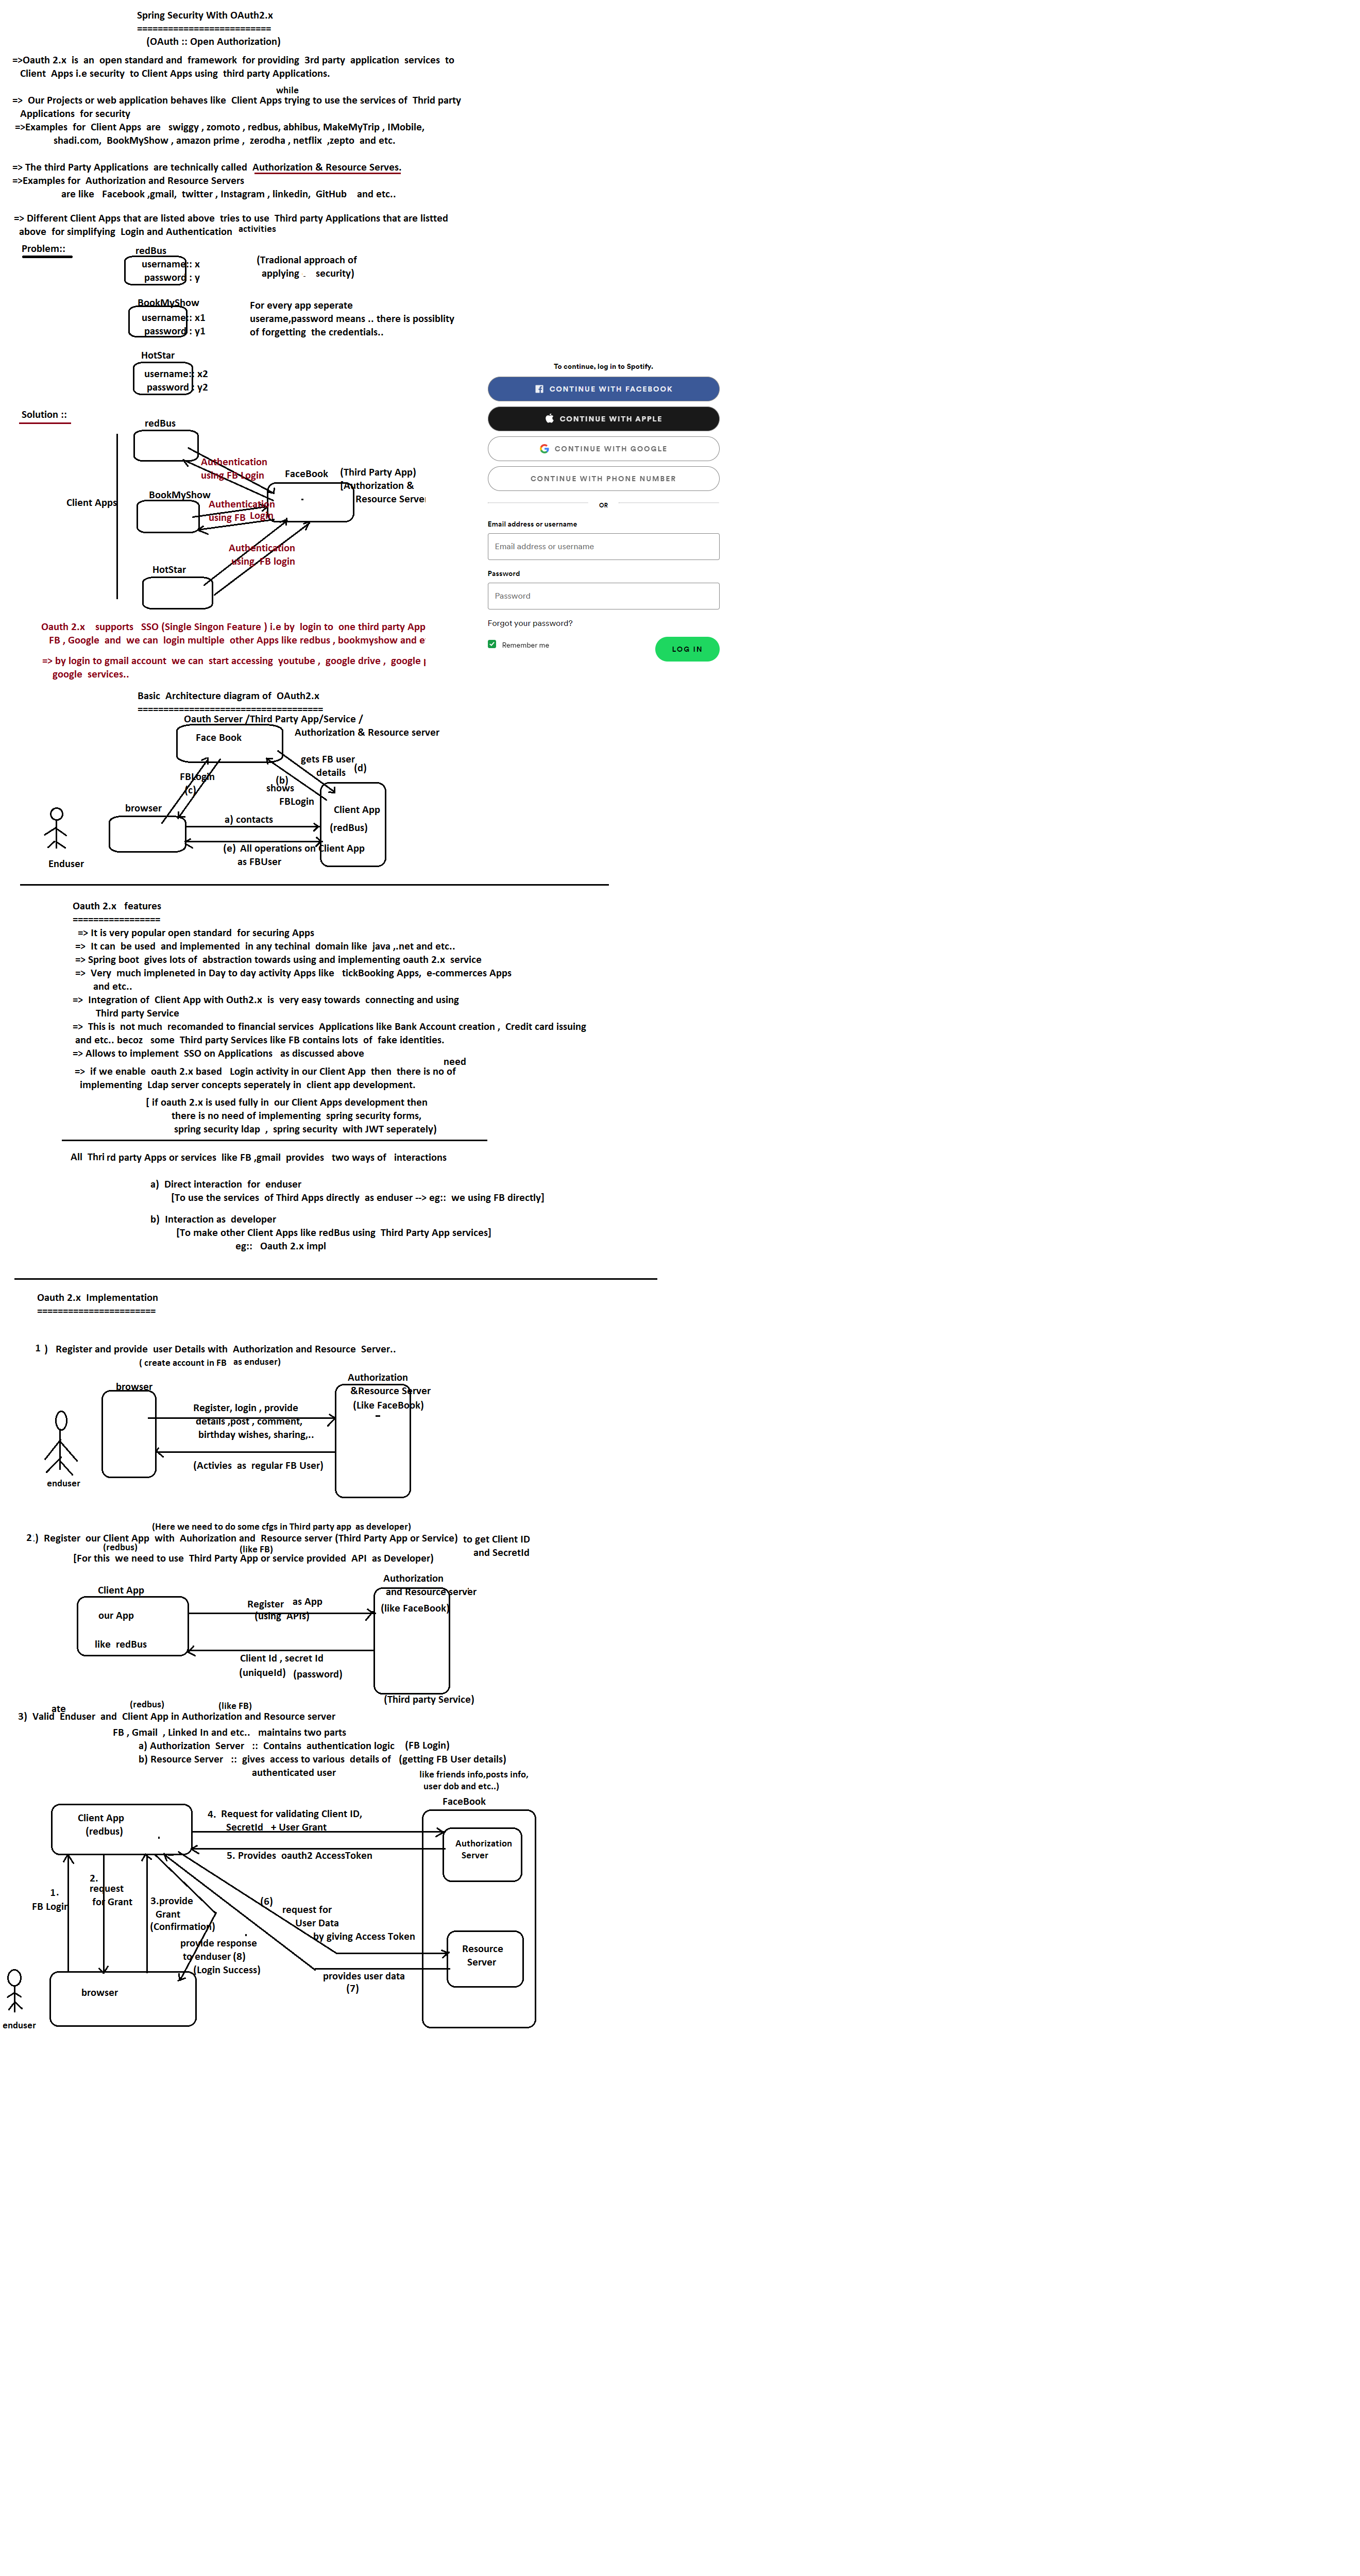 Spring Security With OAuth2.x
==========================
(OAuth :: Open Authorization)
=>Oauth 2.x is an open standard and framework for providing 3rd party application services to
Client Apps i.e security to Client Apps using third party Applications.
while
=> Our Projects or web application behaves like Client Apps trying to use the services of Thrid party
Applications for security
=>Examples for Client Apps are swiggy , zomoto , redbus, abhibus, MakeMyTrip , IMobile,
shadi.com, BookMyShow , amazon prime , zerodha , netflix ,zepto and etc.
=> The third Party Applications are technically called Authorization & Resource Serves.
=>Examples for Authorization and Resource Servers
are like Facebook ,gmail, twitter , Instagram , linkedin, GitHub and etc..
=> Different Client Apps that are listed above tries to use Third party Applications that are listted
above for simplifying Login and Authentication activities
Problem::
redBus
username:: x
password : y
(Tradional approach of
applying . security)
BookMyShow
username:: x1
password : y1
For every app seperate
userame,password means .. there is possiblity
of forgetting the credentials..
HotStar
username:: x2
password : y2
To continue, log in to Spotify.
CONTINUE WITH FACEBOOK
CONTINUE WITH APPLE
CONTINUE WITH GOOGLE
CONTINUE WITH PHONE NUMBER
OR
Email address or username
Email address or username
Password
Password
Forgot your password?
Remember me
LOG IN
Solution ::
redBus
Authentication
using FB Login
FaceBook
(Third Party App)
[Authorization &
Resource Server
Client Apps
BookMyShow
Authentication
using FB Login
Authentication
using FB login
HotStar
Oauth 2.x supports SSO (Single Singon Feature ) i.e by login to one third party App
FB , Google and we can login multiple other Apps like redbus , bookmyshow and e
=> by login to gmail account we can start accessing youtube , google drive , google
google services..
Basic Architecture diagram of OAuth2.x
====================================
Oauth Server /Third Party App/Service /
Authorization & Resource server
Face Book
gets FB user
details (d)
FBLogin
(c)
(b)
shows
FBLogin
browser
Client App
(redBus)
a) contacts
(e) All operations on Client App
as FBUser
Enduser
Oauth 2.x features
=================
=> It is very popular open standard for securing Apps
=> It can be used and implemented in any techinal domain like java ,.net and etc..
=> Spring boot gives lots of abstraction towards using and implementing oauth 2.x service
=> Very much impleneted in Day to day activity Apps like tickBooking Apps, e-commerces Apps
and etc..
=> Integration of Client App with Outh2.x is very easy towards connecting and using
Third party Service
=> This is not much recomanded to financial services Applications like Bank Account creation , Credit card issuing
and etc.. becoz some Third party Services like FB contains lots of fake identities.
=> Allows to implement SSO on Applications as discussed above
need
=> if we enable oauth 2.x based Login activity in our Client App then there is no of
implementing Ldap server concepts seperately in client app development.
[ if oauth 2.x is used fully in our Client Apps development then
there is no need of implementing spring security forms,
spring security ldap , spring security with JWT seperately)
All Thri rd party Apps or services like FB ,gmail provides two ways of interactions
a) Direct interaction for enduser
[To use the services of Third Apps directly as enduser --> eg:: we using FB directly]
b) Interaction as developer
[To make other Client Apps like redBus using Third Party App services]
eg:: Oauth 2.x impl
Oauth 2.x Implementation
=======================
1 ) Register and provide user Details with Authorization and Resource Server..
( create account in FB as enduser)
browser
Authorization
&Resource Server
(Like FaceBook)
Register, login , provide
details ,post , comment,
birthday wishes, sharing,..
(Activies as regular FB User)
enduser
(Here we need to do some cfgs in Third party app as developer)
2.) Register our Client App with Auhorization and Resource server (Third Party App or Service) to get Client ID
(redbus) (like FB) and SecretId
[For this we need to use Third Party App or service provided API as Developer)
Client App
our App
like redBus
Authorization
and Resource server
(like FaceBook)
Register as App
(using APIs)
Client Id , secret Id
(uniqueId) (password)
(Third party Service)
ate (redbus) (like FB)
3) Valid Enduser and Client App in Authorization and Resource server
FB , Gmail , Linked In and etc.. maintains two parts
a) Authorization Server :: Contains authentication logic (FB Login)
b) Resource Server :: gives access to various details of (getting FB User details)
authenticated user
like friends info,posts info,
user dob and etc..)
FaceBook
Client App
(redbus)
4. Request for validating Client ID,
SecretId + User Grant
Authorization
Server
5. Provides oauth2 AccessToken
1.
FB Login
2.
request
for Grant
3.provide
Grant
(Confirmation)
(6)
request for
User Data
by giving Access Token
provide response
to enduser (8)
(Login Success)
Resource
Server
provides user data
(7)
browser
enduser